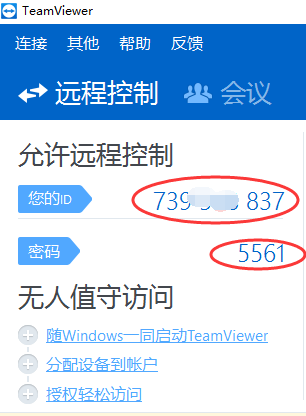 TeamViewer
连接 其他 帮助 反馈
远程控制 会议
允许远程控制
您的ID 739 837
密码 5561
无人值守访问
随Windows一同启动TeamViewer
分配设备到帐户
授权轻松访问